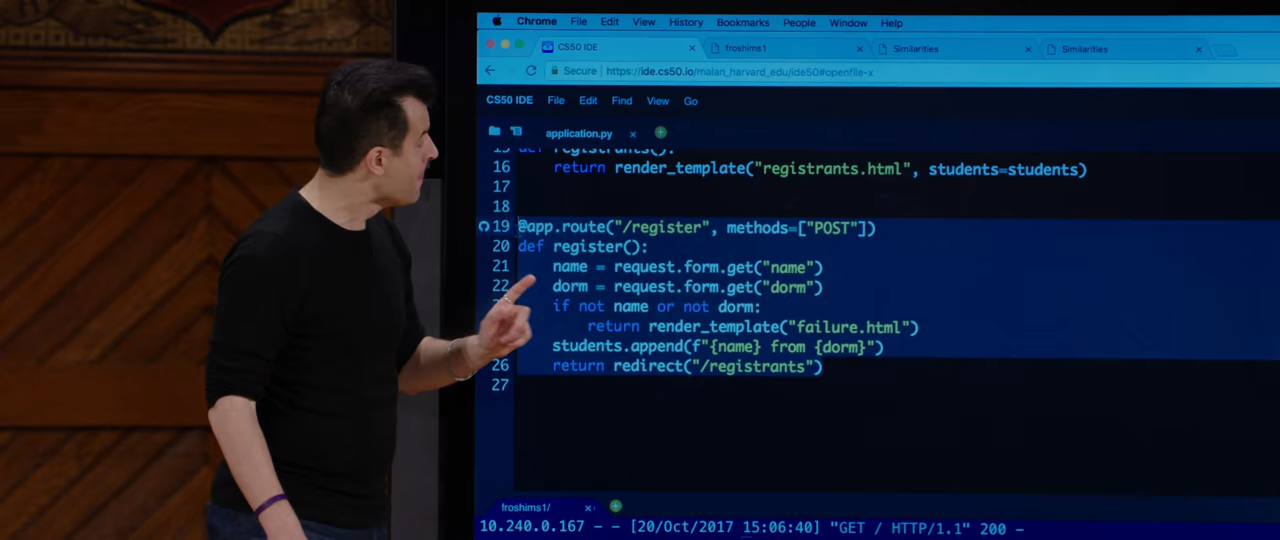 Chrome File Edit View History Bookmarks People Window Help
CS50 IDE froshims1 Similarities Similarities
Secure https://ide.cs50.io/malan_harvard_edu/ide50#openfile-x
CS50 IDE File Edit Find View Go
application.py
15 def registrants():
16 return render_template("registrants.html", students=students)
17
18
19 @app.route("/register", methods=["POST"])
20 def register():
21 name = request.form.get("name")
22 dorm = request.form.get("dorm")
if not name or not dorm:
return render_template("failure.html")
students.append(f"{name} from {dorm}")
26 return redirect("/registrants")
27
froshims1/
10.240.0.167 - - [20/Oct/2017 15:06:40] "GET / HTTP/1.1" 200 -